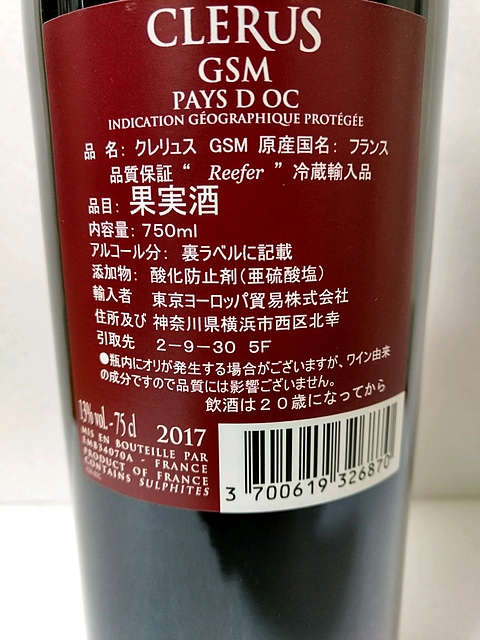 CLERUS
GSM
PAYS D OC
INDICATION GÉOGRAPHIQUE PROTÉGÉE
品 名: クレリュス GSM 原産国名: フランス
品質保証 “ Reefer ” 冷蔵輸入品
品目: 果実酒
内容量: 750ml
アルコール分: 裏ラベルに記載
添加物: 酸化防止剤(亜硫酸塩)
輸入者 東京ヨーロッパ貿易株式会社
住所及び 神奈川県横浜市西区北幸
引取先 2-9-30 5F
●瓶内にオリが発生する場合がございますが、ワイン由来
の成分ですので品質には影響ございません。
飲酒は20歳になってから
13% vol. - 75 cl 2017
MIS EN BOUTEILLE PAR
EMB34070A - FRANCE
PRODUCT OF FRANCE
CONTAINS SULPHITES
3 700619 326870